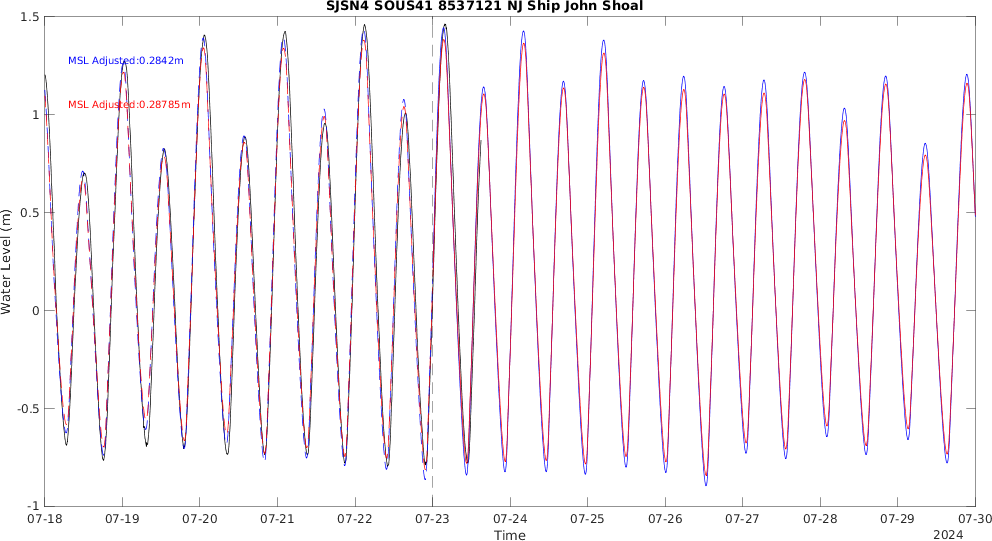 SJSN4 SOUS41 8537121 NJ Ship John Shoal
1.5
MSL Adjusted:0.2842m
MSL Adjusted:0.28785m
1
0.5
Water Level (m)
0
-0.5
-1
07-18 07-19 07-20 07-21 07-22 07-23 07-24 07-25 07-26 07-27 07-28 07-29 07-30
Time
2024